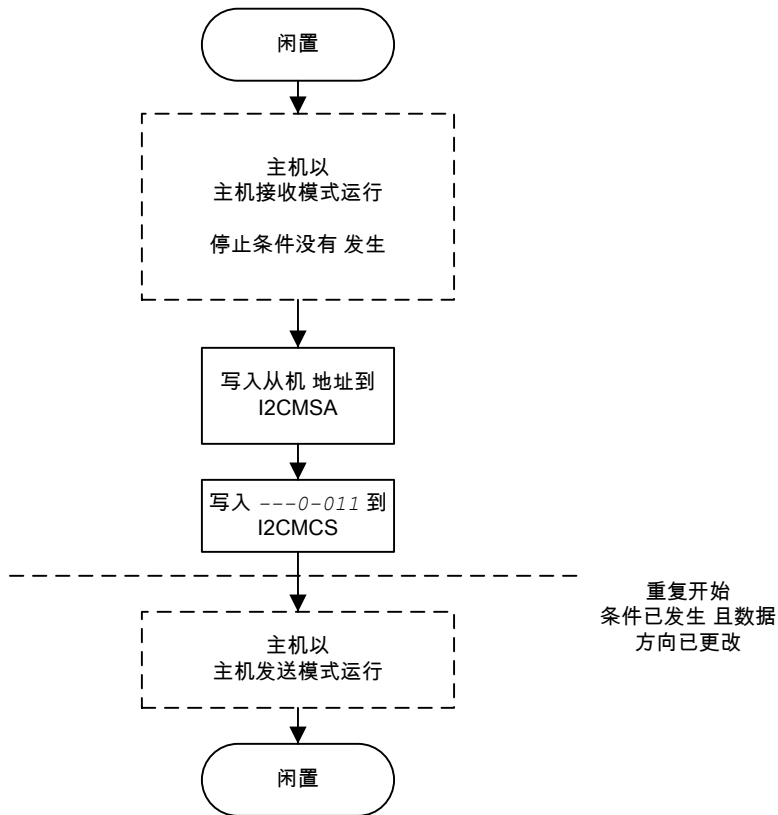 闲置
主机以
主机接收模式运行
停止条件没有 发生
写入从机 地址到
I2CMSA
写入 ---0-011 到
I2CMCS
重复开始
条件已发生 且数据
方向已更改
主机以
主机发送模式运行
闲置